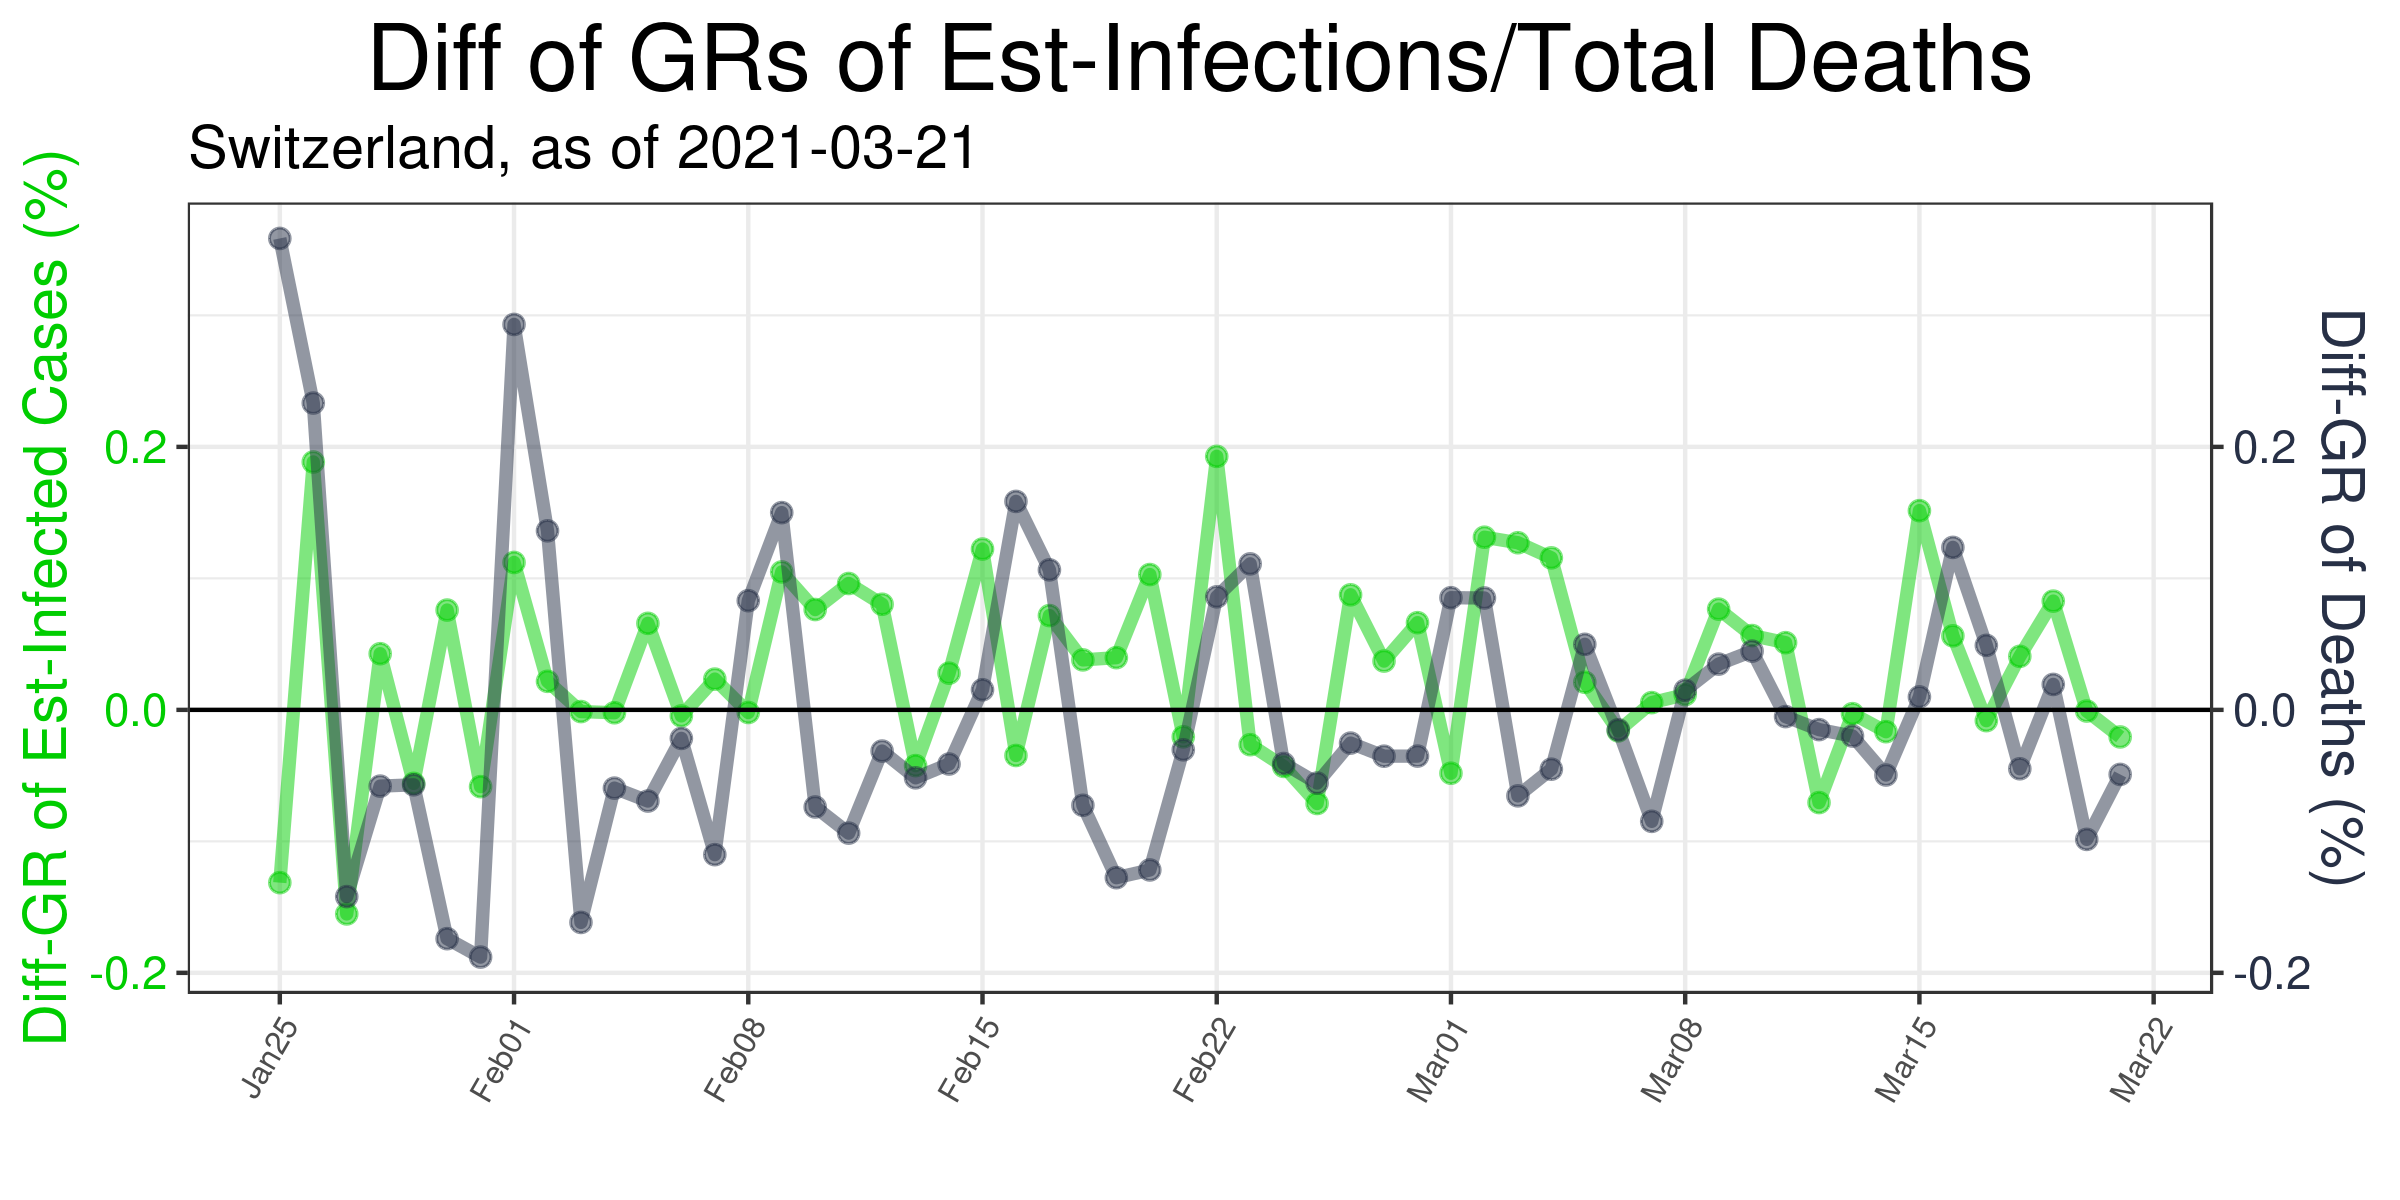 Diff of GRs of Est-Infections/Total Deaths
Switzerland, as of 2021-03-21
Diff-GR of Est-Infected Cases (%)
0.2
0.0
-0.2
0.2
0.0
-0.2
Diff-GR of Deaths (%)
Jan25
Feb01
Feb08
Feb15
Feb22
Mar01
Mar08
Mar15
Mar22